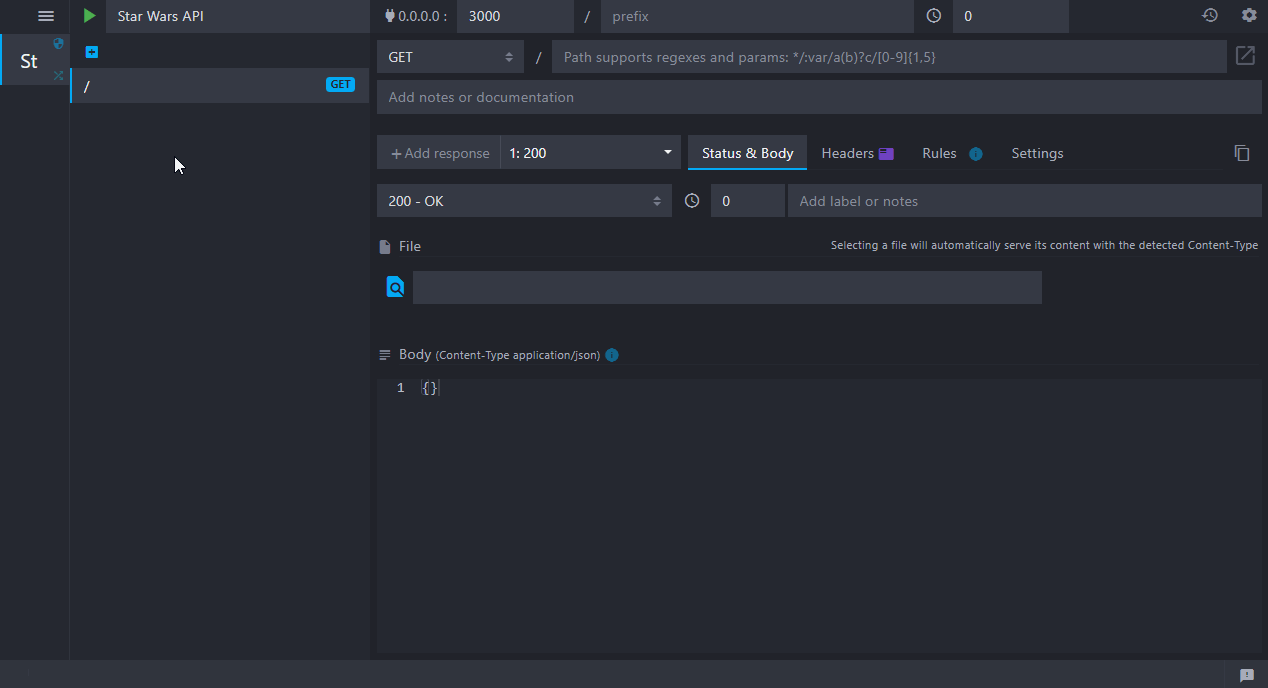 Star Wars API
0.0.0.0 :
3000
/
prefix
0
St
/
GET
GET
/
Path supports regexes and params: */:var/a(b)?c/[0-9]{1,5}
Add notes or documentation
+ Add response
1: 200
Status & Body
Headers
Rules
Settings
200 - OK
0
Add label or notes
File
Selecting a file will automatically serve its content with the detected Content-Type
Body (Content-Type application/json)
1
{}